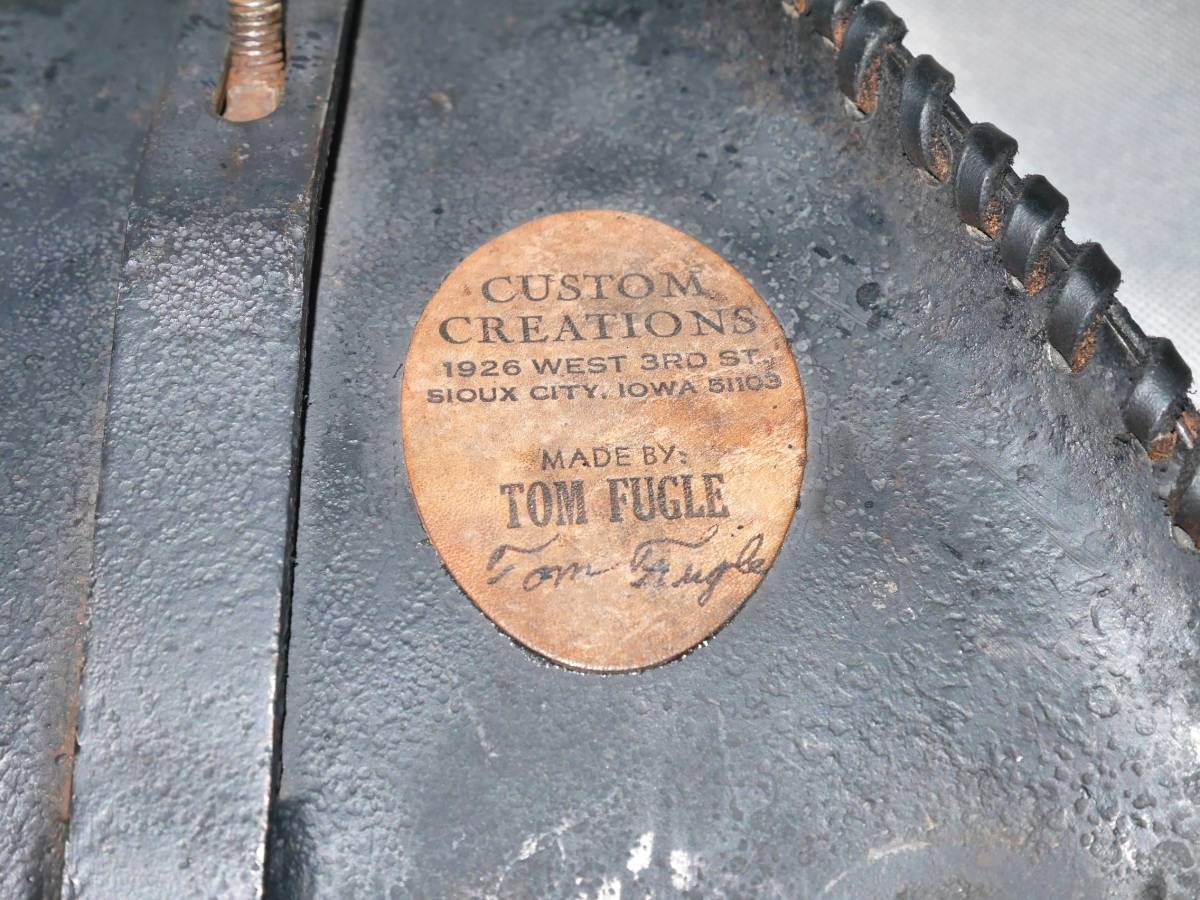 CUSTOM
CREATIONS
1926 WEST 3RD ST.,
SIOUX CITY, IOWA 51103
MADE BY:
TOM FUGLE
Tom Fugle